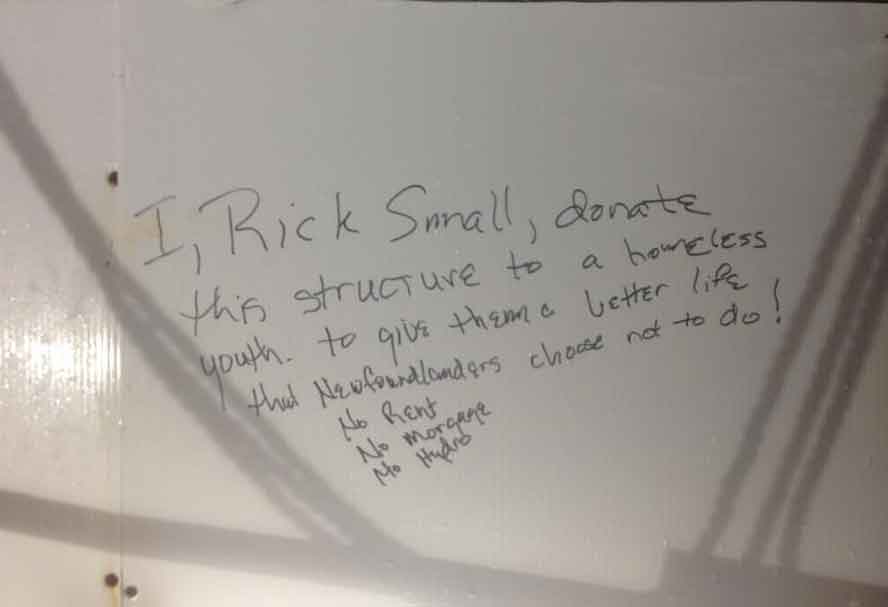 I, Rick Small, donate
this structure to a homeless
youth. to give them a better life
that Newfoundlanders choose not to do!
No Rent
No morgage
No Hydro